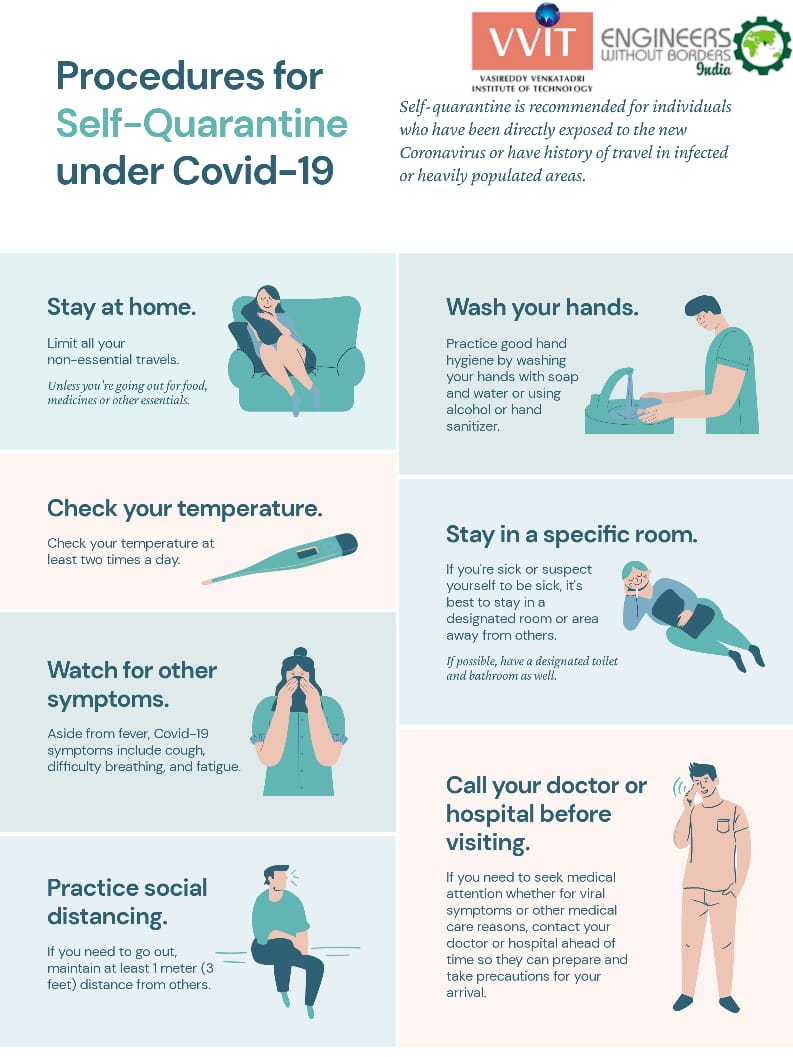 VVIT
VASIREDDY VENKATADRI
INSTITUTE OF TECHNOLOGY
ENGINEERS
WITHOUT BORDERS
India
Procedures for
Self-Quarantine
under Covid-19
Self-quarantine is recommended for individuals
who have been directly exposed to the new
Coronavirus or have history of travel in infected
or heavily populated areas.
Stay at home.
Limit all your
non-essential travels.
Unless you're going out for food,
medicines or other essentials.
Check your temperature.
Check your temperature at
least two times a day.
Watch for other
symptoms.
Aside from fever, Covid-19
symptoms include cough,
difficulty breathing, and fatigue.
Practice social
distancing.
If you need to go out,
maintain at least 1 meter (3
feet) distance from others.
Wash your hands.
Practice good hand
hygiene by washing
your hands with soap
and water or using
alcohol or hand
sanitizer.
Stay in a specific room.
If you're sick or suspect
yourself to be sick, it's
best to stay in a
designated room or area
away from others.
If possible, have a designated toilet
and bathroom as well.
Call your doctor or
hospital before
visiting.
If you need to seek medical
attention whether for viral
symptoms or other medical
care reasons, contact your
doctor or hospital ahead of
time so they can prepare and
take precautions for your
arrival.